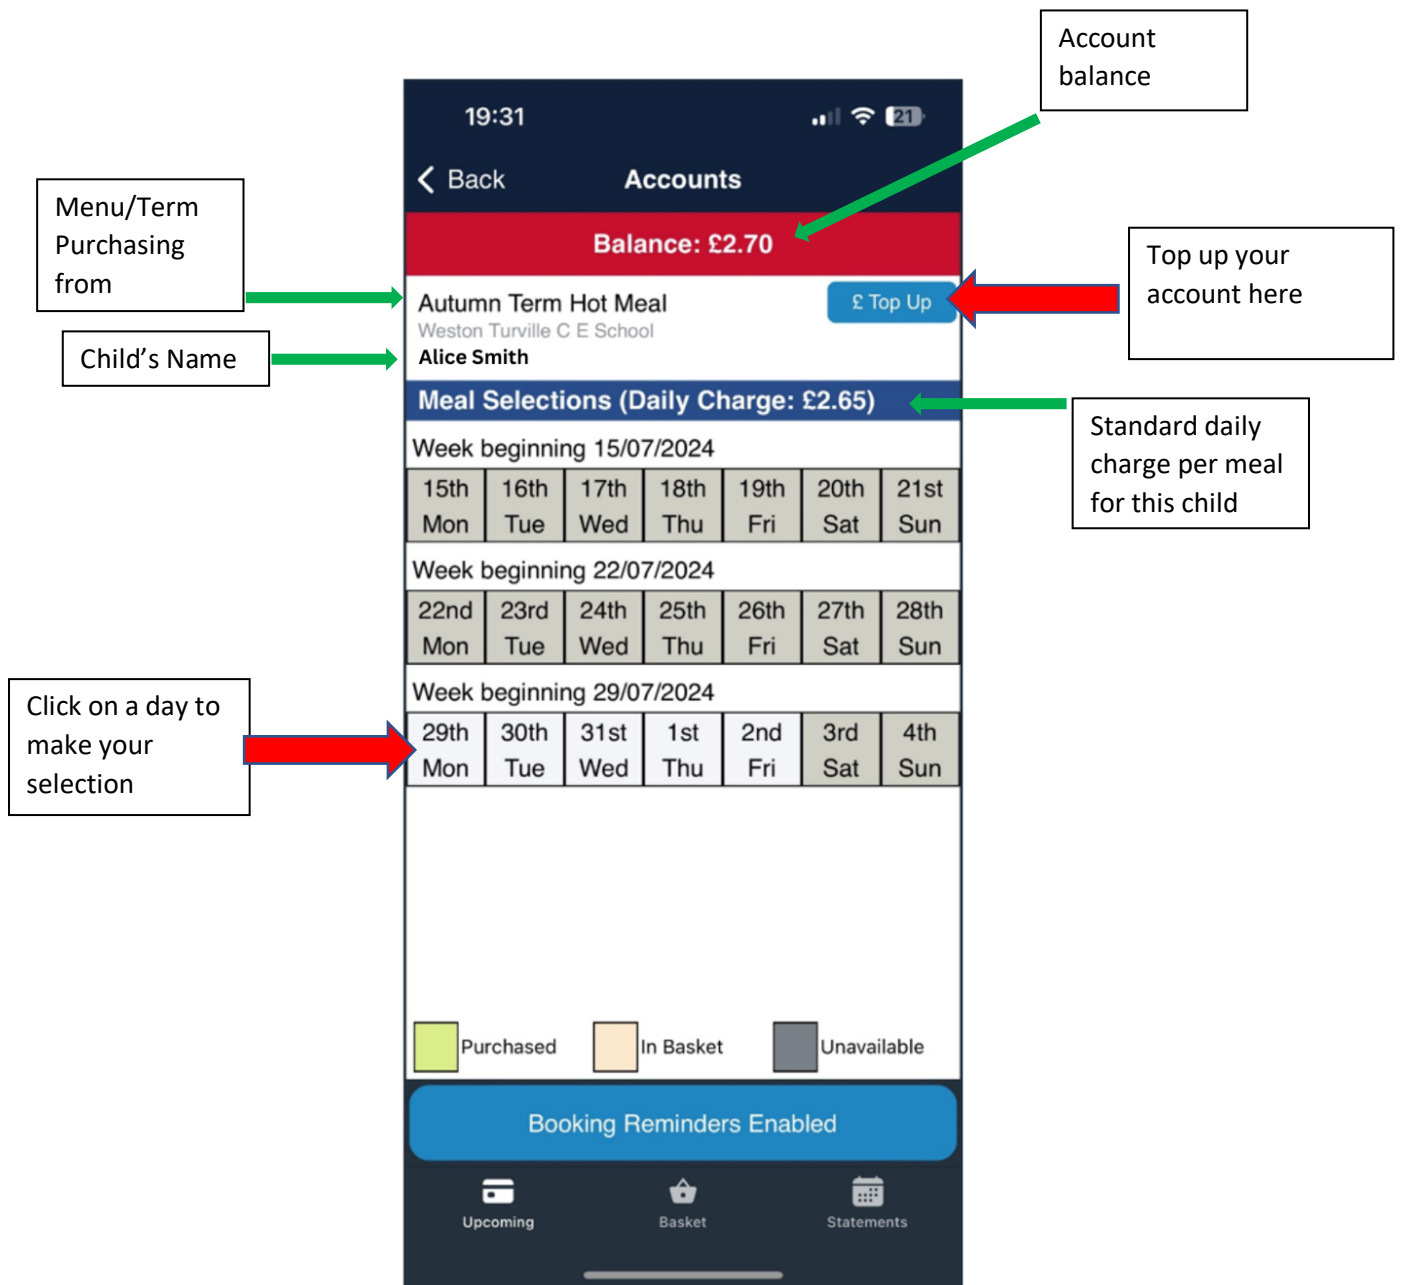 Account
balance
19:31
21
Back
Accounts
Menu/Term
Purchasing
from
Balance: £2.70
Top up your
account here
Autumn Term Hot Meal
£ Top Up
Weston Turville C E School
Child's Name
Alice Smith
Meal Selections (Daily Charge: £2.65)
Standard daily
charge per meal
for this child
Week beginning 15/07/2024
15th 16th 17th 18th 19th 20th 21st
Mon Tue Wed Thu Fri Sat Sun
Week beginning 22/07/2024
22nd 23rd 24th 25th 26th 27th 28th
Mon Tue Wed Thu Fri Sat Sun
Week beginning 29/07/2024
Click on a day to
make your
selection
29th 30th 31st 1st 2nd 3rd 4th
Mon Tue Wed Thu Fri Sat Sun
Purchased In Basket Unavailable
Booking Reminders Enabled
Upcoming Basket Statements